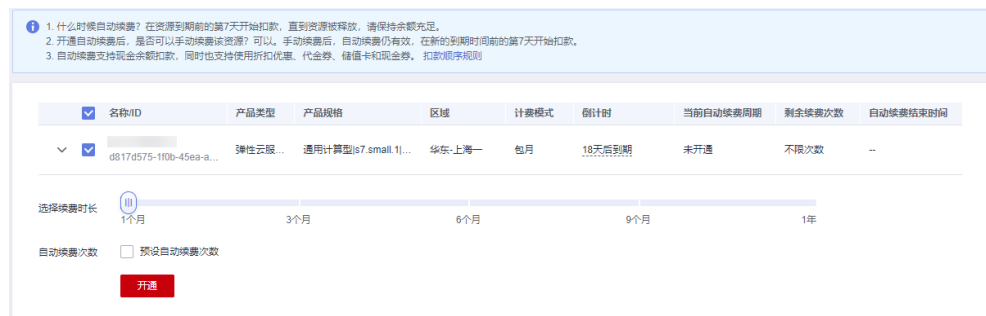 1. 什么时候自动续费？在资源到期前的第7天开始扣款，直到资源被释放，请保持余额充足。
2. 开通自动续费后，是否可以手动续费该资源？可以。手动续费后，自动续费仍有效，在新的到期时间前的第7天开始扣款。
3. 自动续费支持现金余额扣款，同时也支持使用折扣优惠、代金券、储值卡和现金券。 扣款顺序规则
名称/ID 产品类型 产品规格 区域 计费模式 倒计时 当前自动续费周期 剩余续费次数 自动续费结束时间
d817d575-1f0b-45ea-a... 弹性云服... 通用计算型|s7.small.1|... 华东-上海一 包月 18天后到期 未开通 不限次数 --
选择续费时长
1个月 3个月 6个月 9个月 1年
自动续费次数 预设自动续费次数
开通